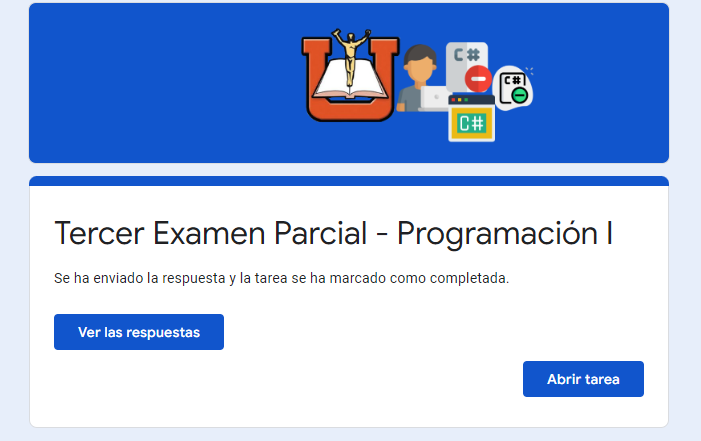 C#
C#
C#
Tercer Examen Parcial - Programación I
Se ha enviado la respuesta y la tarea se ha marcado como completada.
Ver las respuestas
Abrir tarea